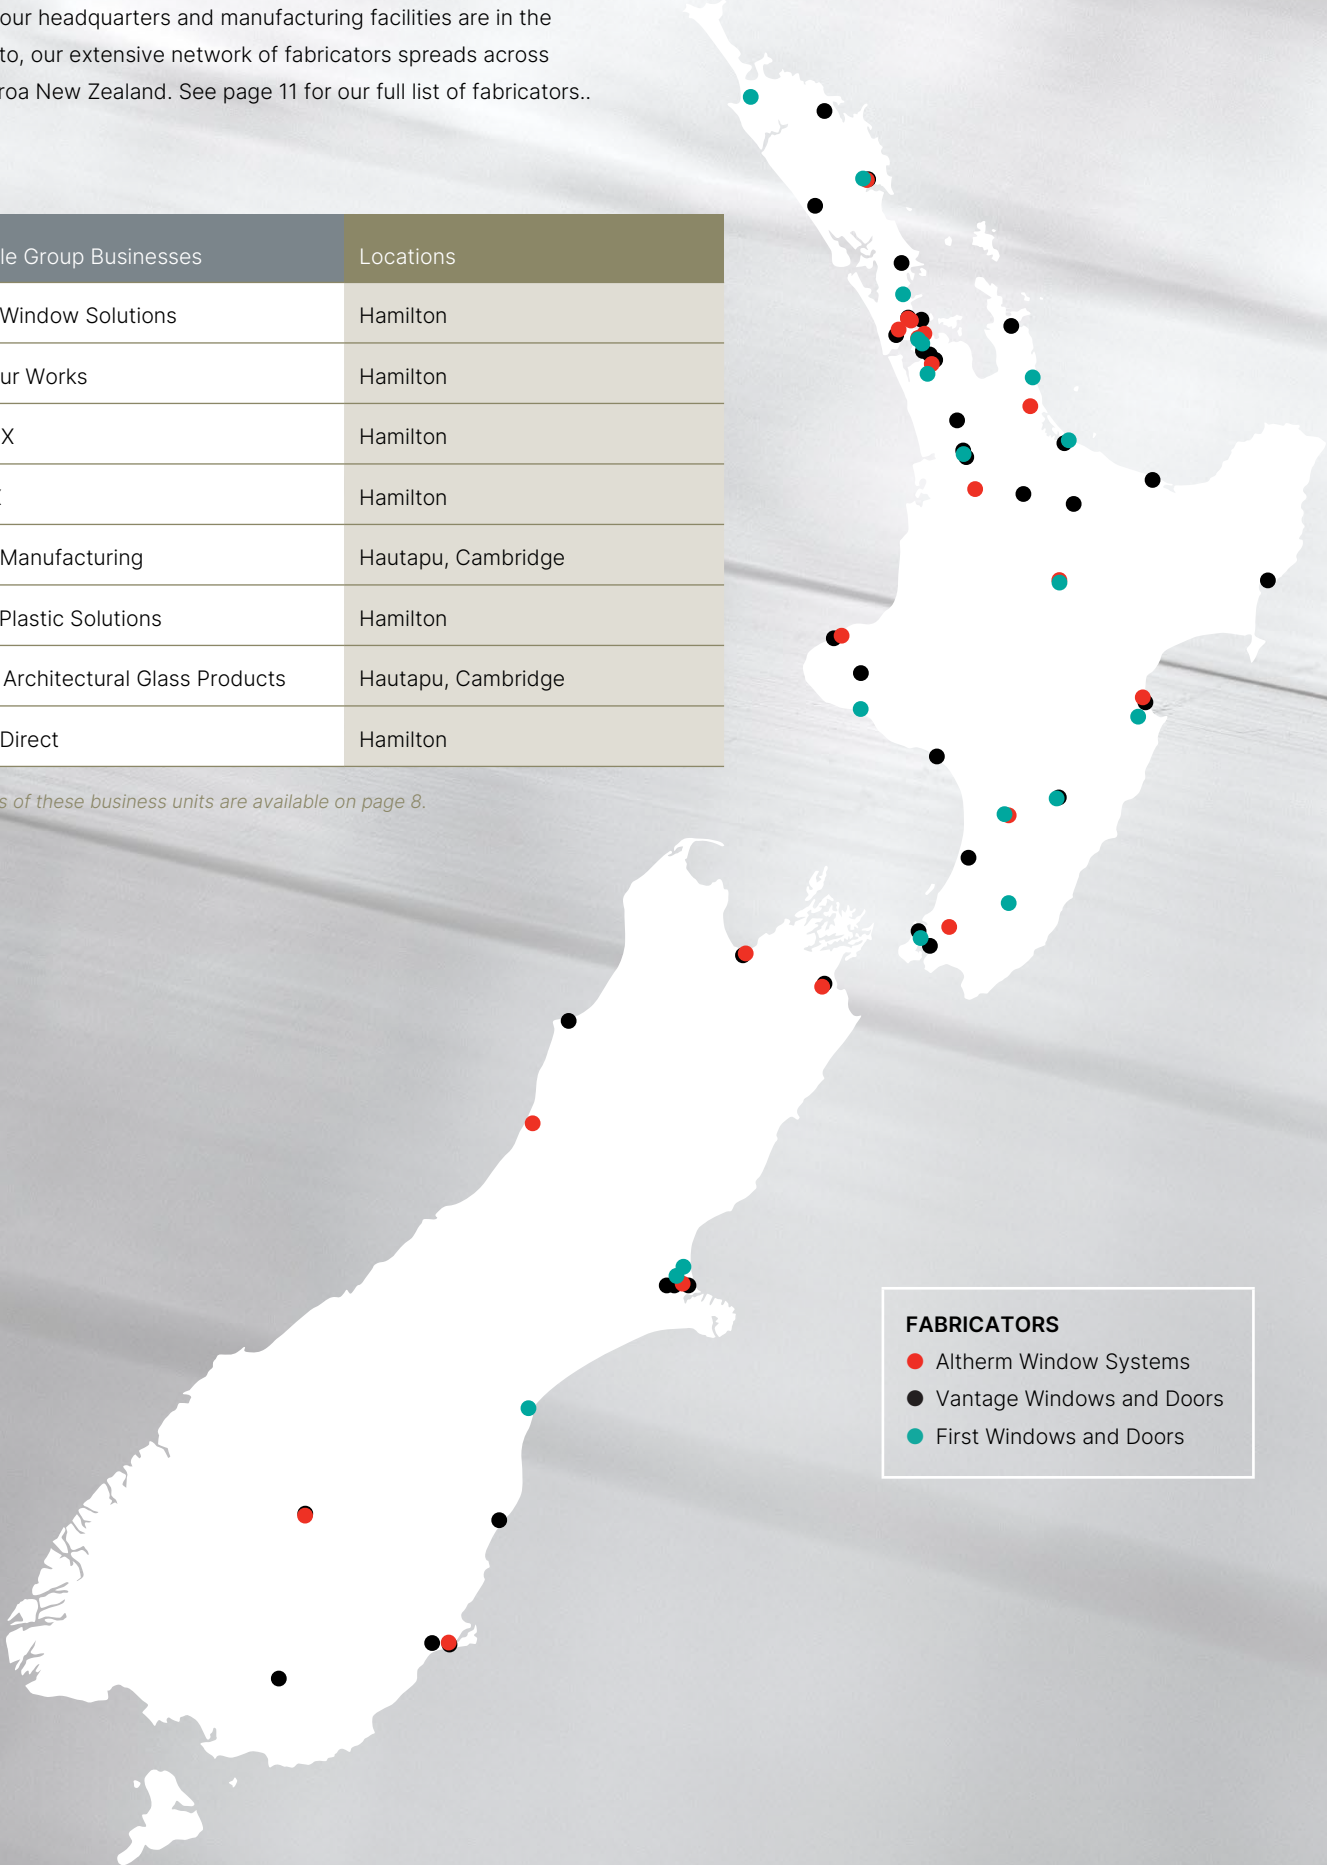 our headquarters and manufacturing facilities are in the
to, our extensive network of fabricators spreads across
roa New Zealand. See page 11 for our full list of fabricators..
le Group Businesses Locations
Window Solutions Hamilton
ur Works Hamilton
X Hamilton
Hamilton
Manufacturing Hautapu, Cambridge
Plastic Solutions Hamilton
Architectural Glass Products Hautapu, Cambridge
Direct Hamilton
s of these business units are available on page 8.
FABRICATORS
Altherm Window Systems
Vantage Windows and Doors
First Windows and Doors